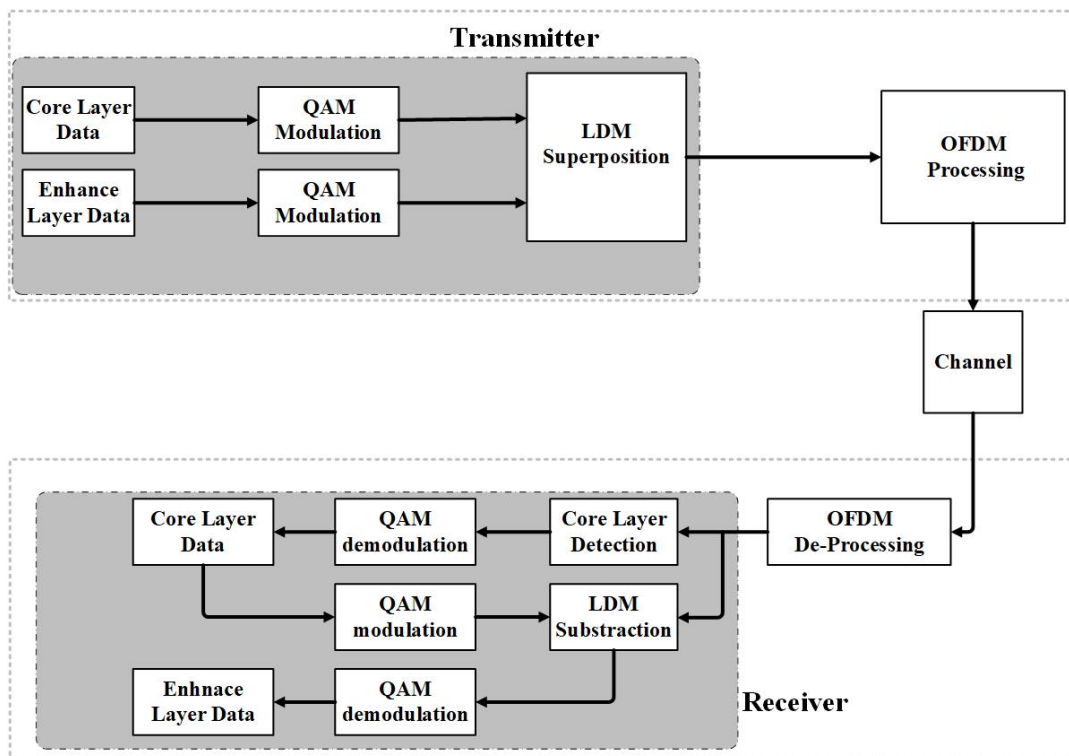 Transmitter
Core Layer
Data
QAM
Modulation
LDM
Superposition
OFDM
Processing
Enhance
Layer Data
QAM
Modulation
Channel
Core Layer
Data
QAM
demodulation
Core Layer
Detection
OFDM
De-Processing
QAM
modulation
LDM
Substraction
Enhnace
Layer Data
QAM
demodulation
Receiver